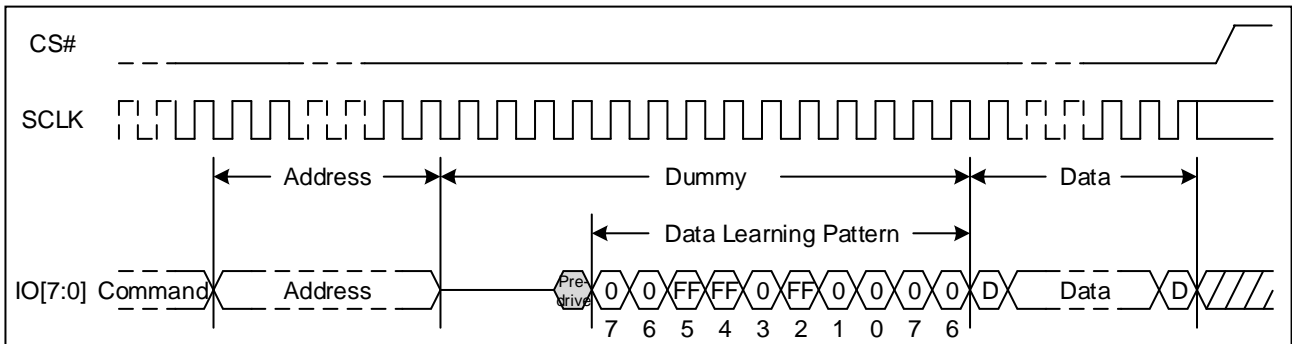 CS#
SCLK
Address Dummy Data
Data Learning Pattern
IO[7:0] Command Address Pre-drive 0 0 FF FF 0 FF 0 0 0 0 D Data D
7 6 5 4 3 2 1 0 7 6